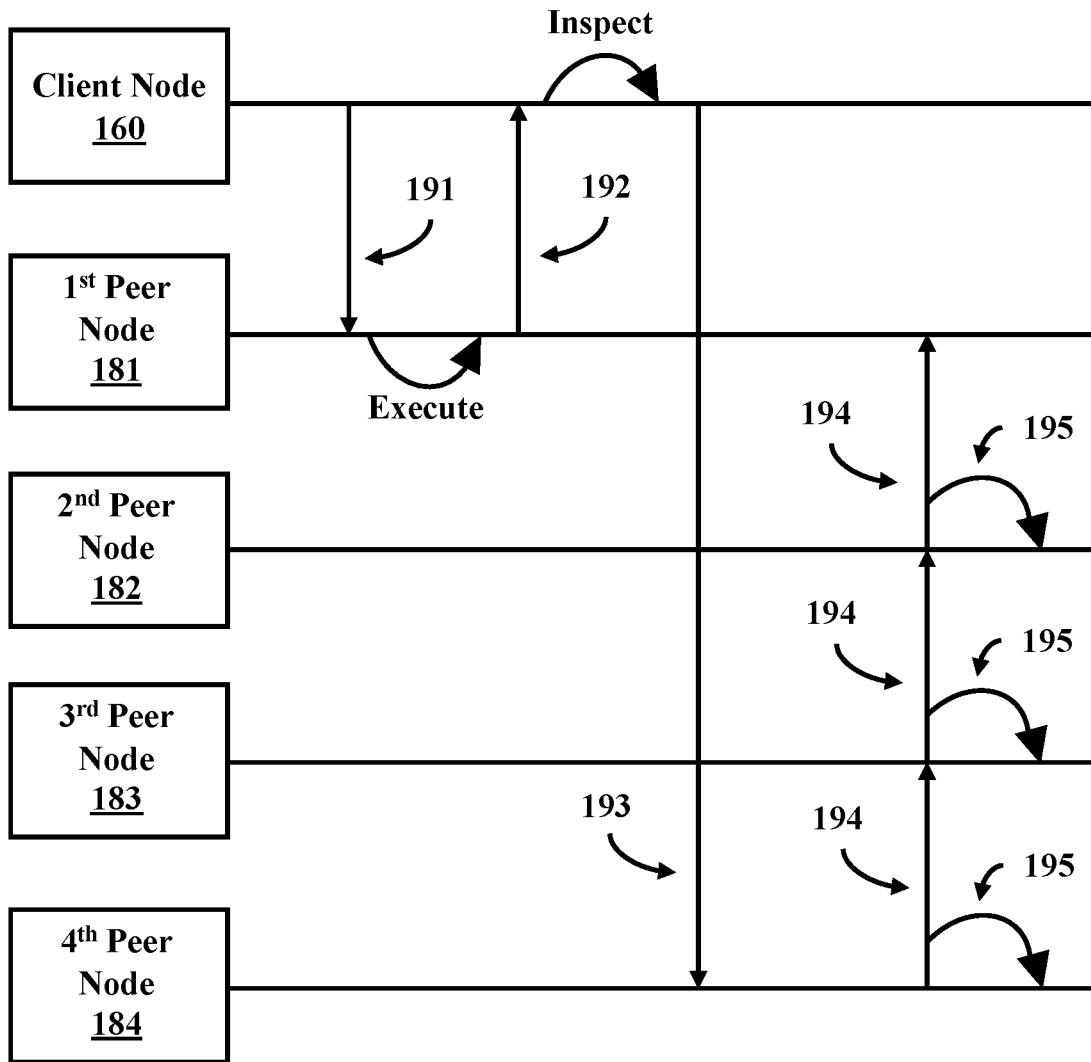 Inspect
Client Node
160
191
192
1st Peer
Node
181
Execute
194
195
2nd Peer
Node
182
194
195
3rd Peer
Node
183
193
194
195
4th Peer
Node
184